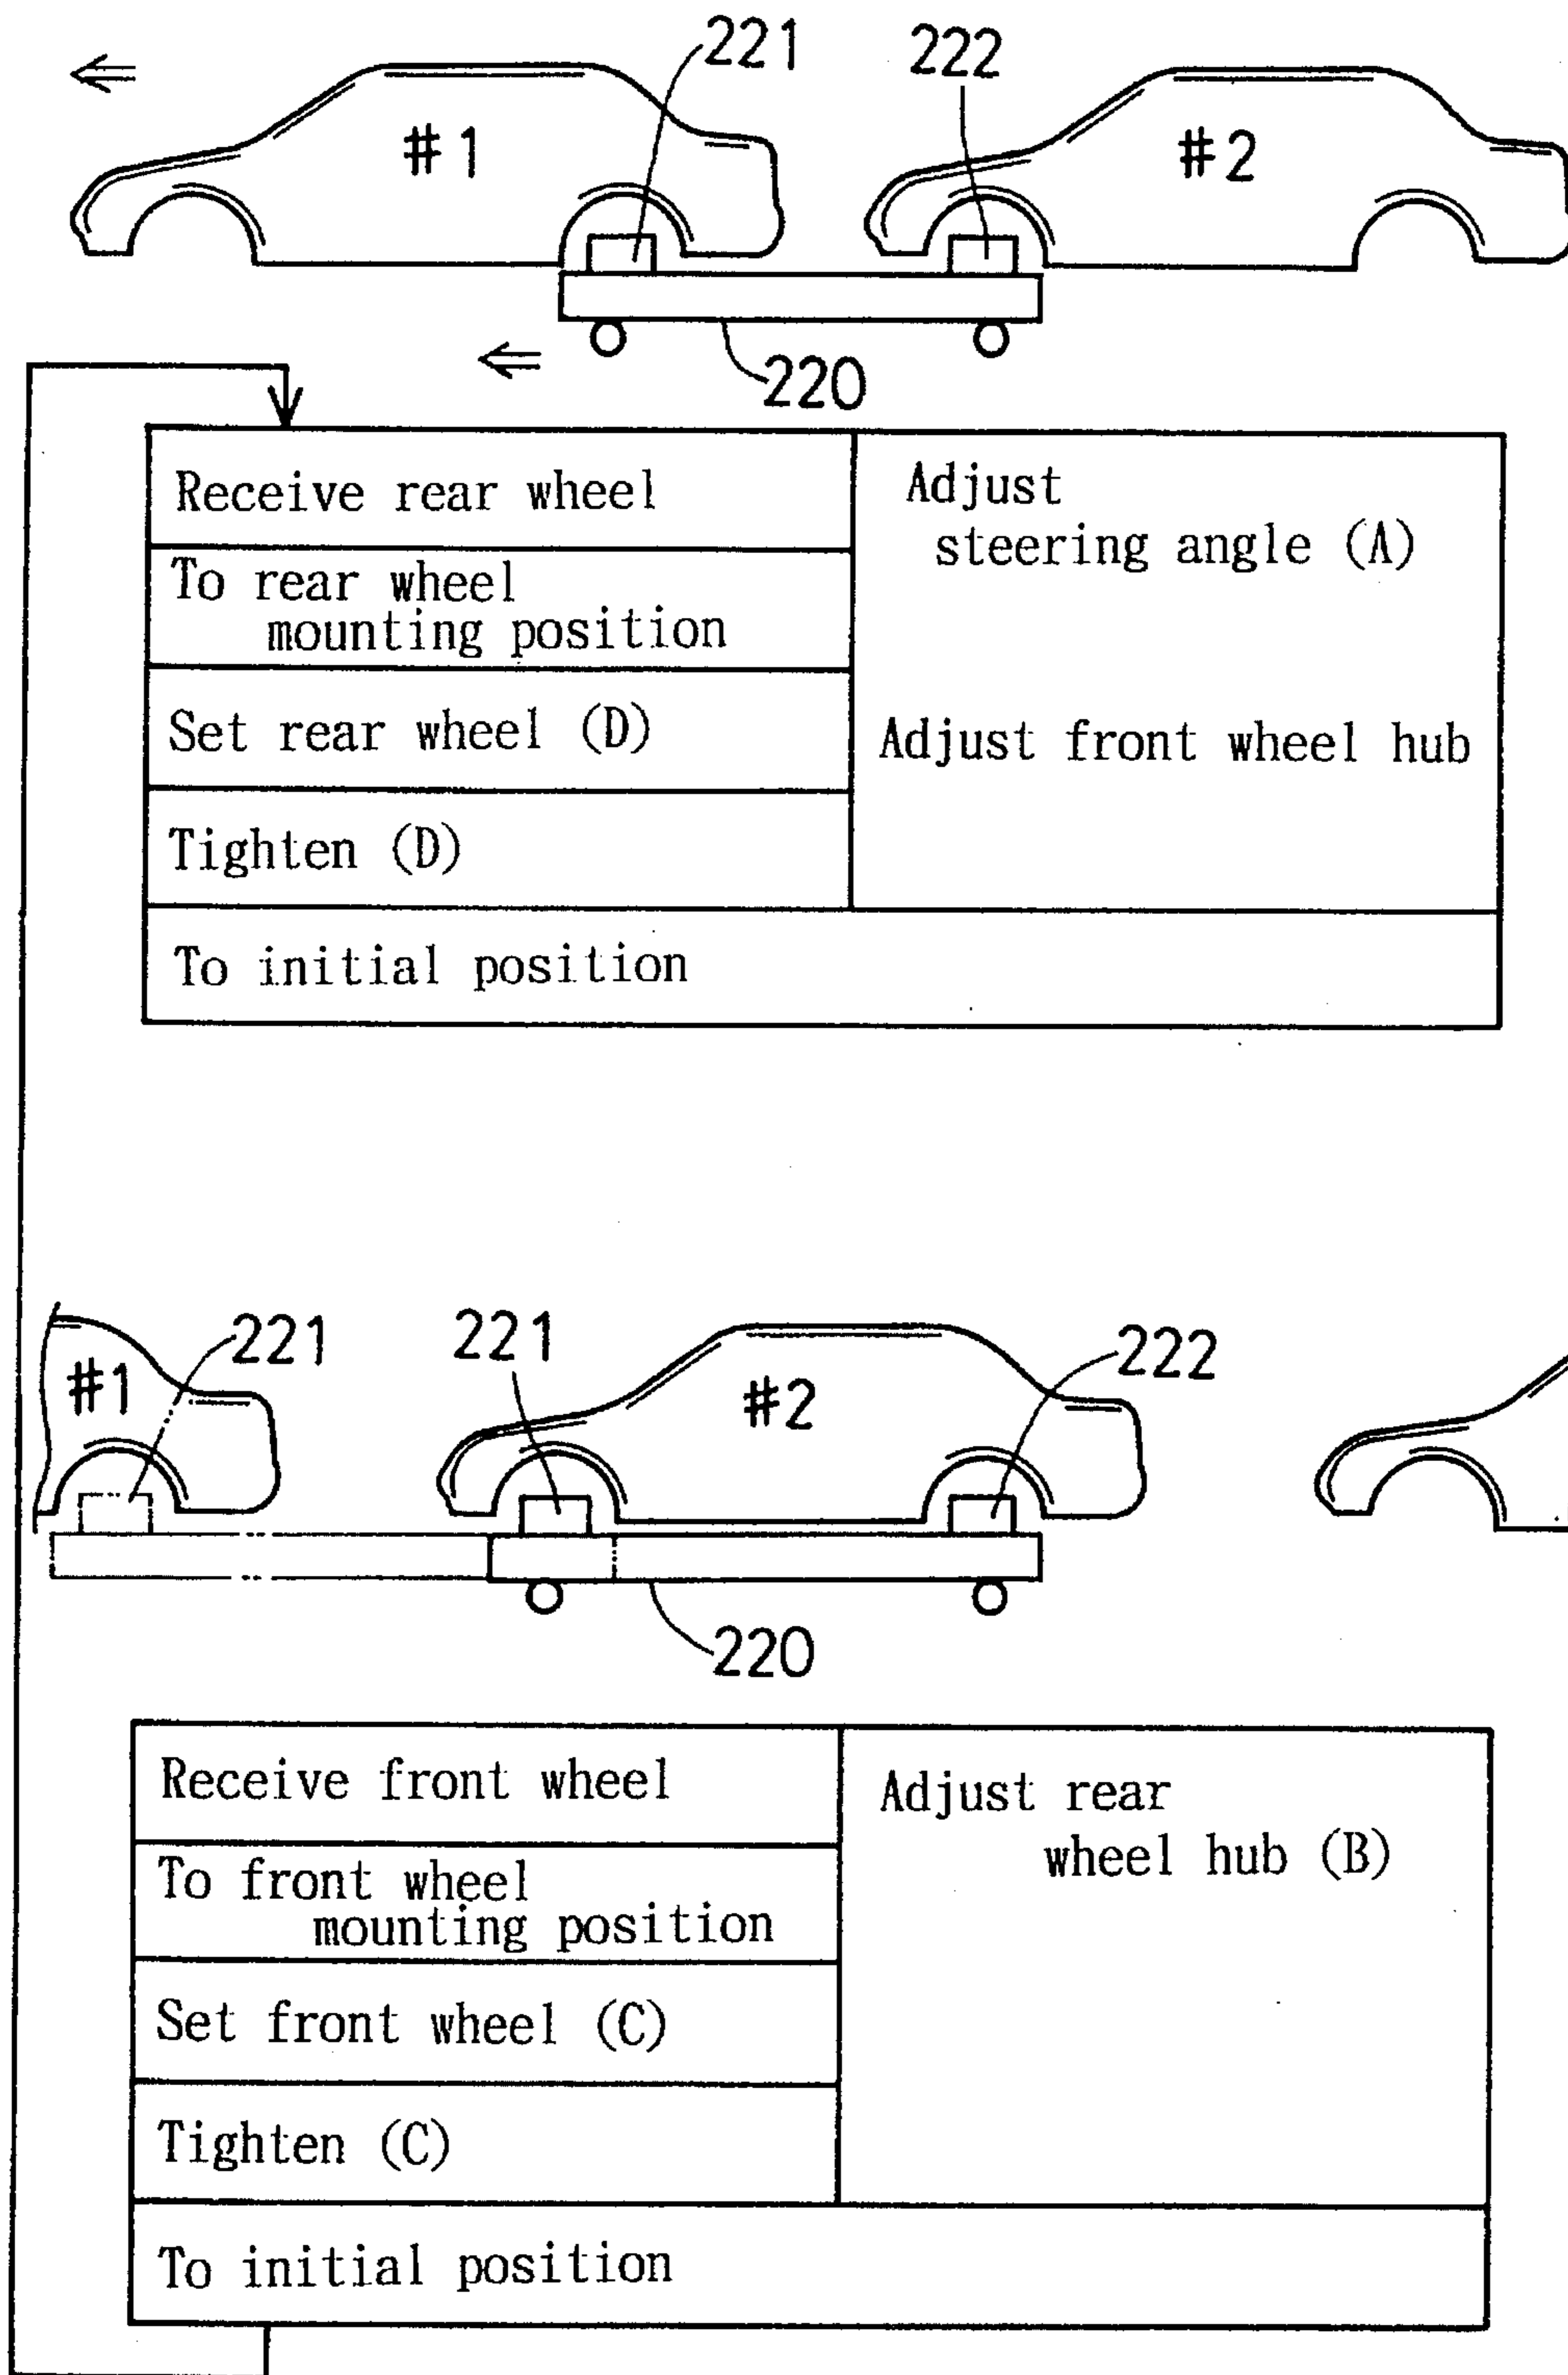 221
222
#1
#2
220
Receive rear wheel
To rear wheel
mounting position
Set rear wheel (D)
Tighten (D)
Adjust
steering angle (A)
Adjust front wheel hub
To initial position
221
221
222
#1
#2
220
Receive front wheel
To front wheel
mounting position
Set front wheel (C)
Tighten (C)
Adjust rear
wheel hub (B)
To initial position